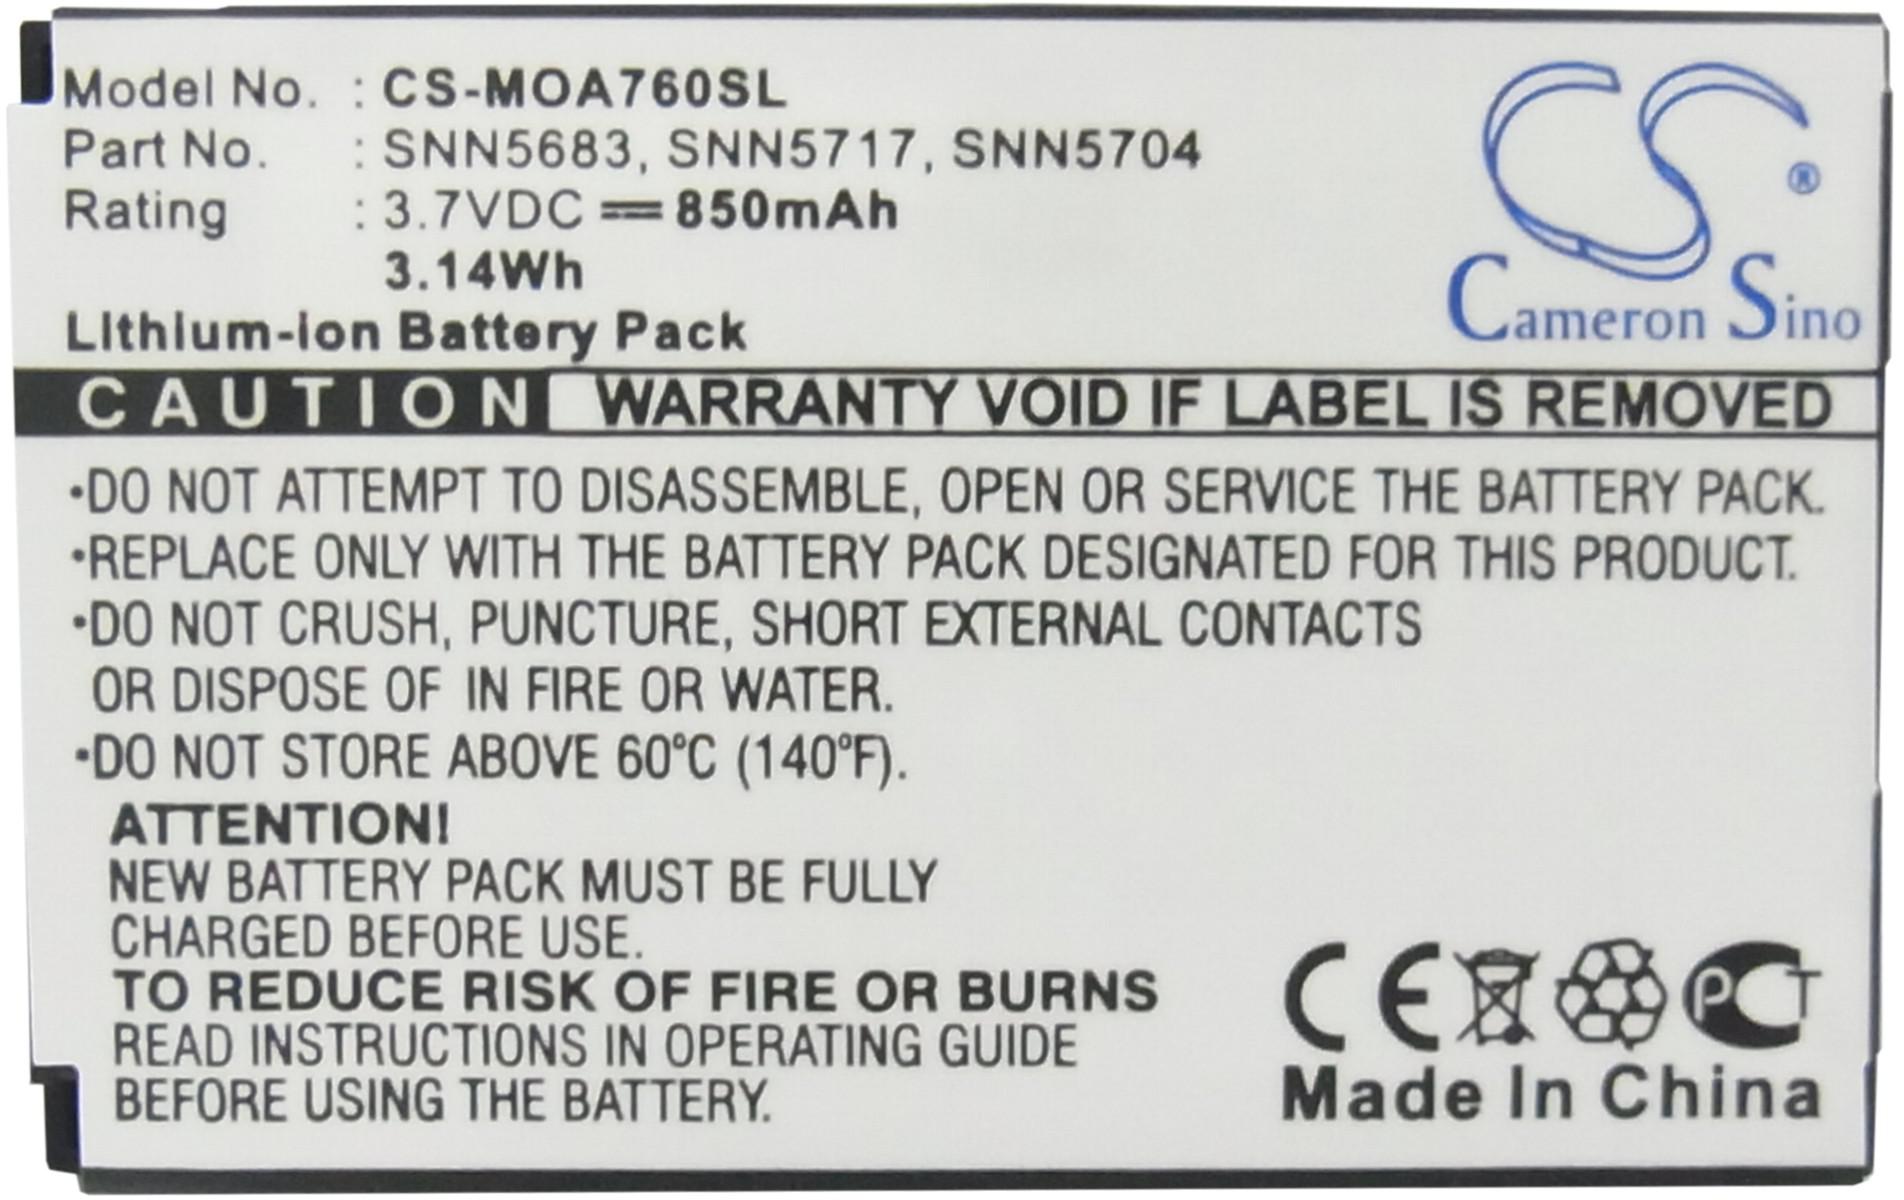 Model No. : CS-MOA760SL
Part No. : SNN5683, SNN5717, SNN5704
Rating : 3.7VDC ⎓ 850mAh
3.14Wh
Lithium-ion Battery Pack
CS ®
Cameron Sino
CAUTION WARRANTY VOID IF LABEL IS REMOVED
•DO NOT ATTEMPT TO DISASSEMBLE, OPEN OR SERVICE THE BATTERY PACK.
•REPLACE ONLY WITH THE BATTERY PACK DESIGNATED FOR THIS PRODUCT.
•DO NOT CRUSH, PUNCTURE, SHORT EXTERNAL CONTACTS
OR DISPOSE OF IN FIRE OR WATER.
•DO NOT STORE ABOVE 60°C (140°F).
ATTENTION!
NEW BATTERY PACK MUST BE FULLY
CHARGED BEFORE USE.
TO REDUCE RISK OF FIRE OR BURNS
READ INSTRUCTIONS IN OPERATING GUIDE
BEFORE USING THE BATTERY.
CE PCT
Made In China